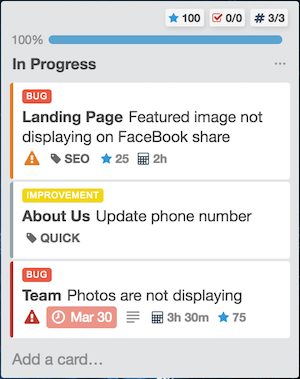 100 0/0 # 3/3
100%
In Progress ...
BUG
Landing Page Featured image not
displaying on FaceBook share
SEO 25 2h
IMPROVEMENT
About Us Update phone number
QUICK
BUG
Team Photos are not displaying
Mar 30 3h 30m 75
Add a card...